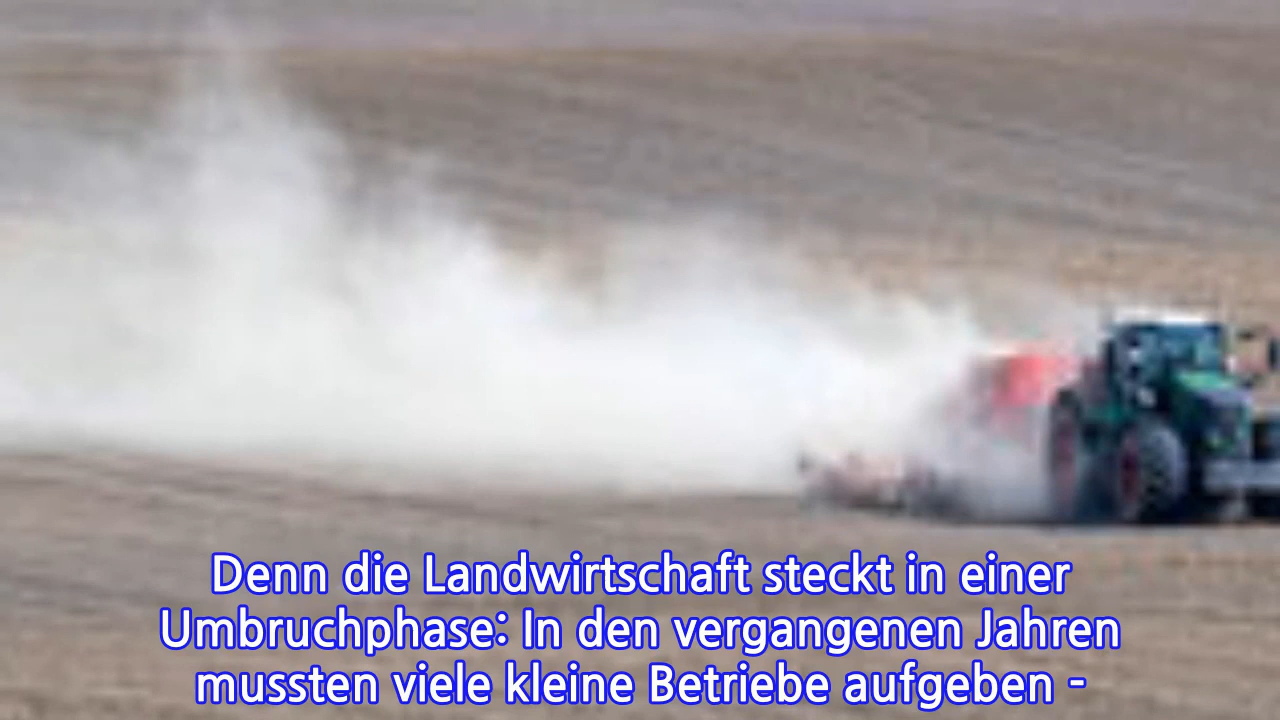 Denn die Landwirtschaft steckt in einer
Umbruchphase: In den vergangenen Jahren
mussten viele kleine Betriebe aufgeben -